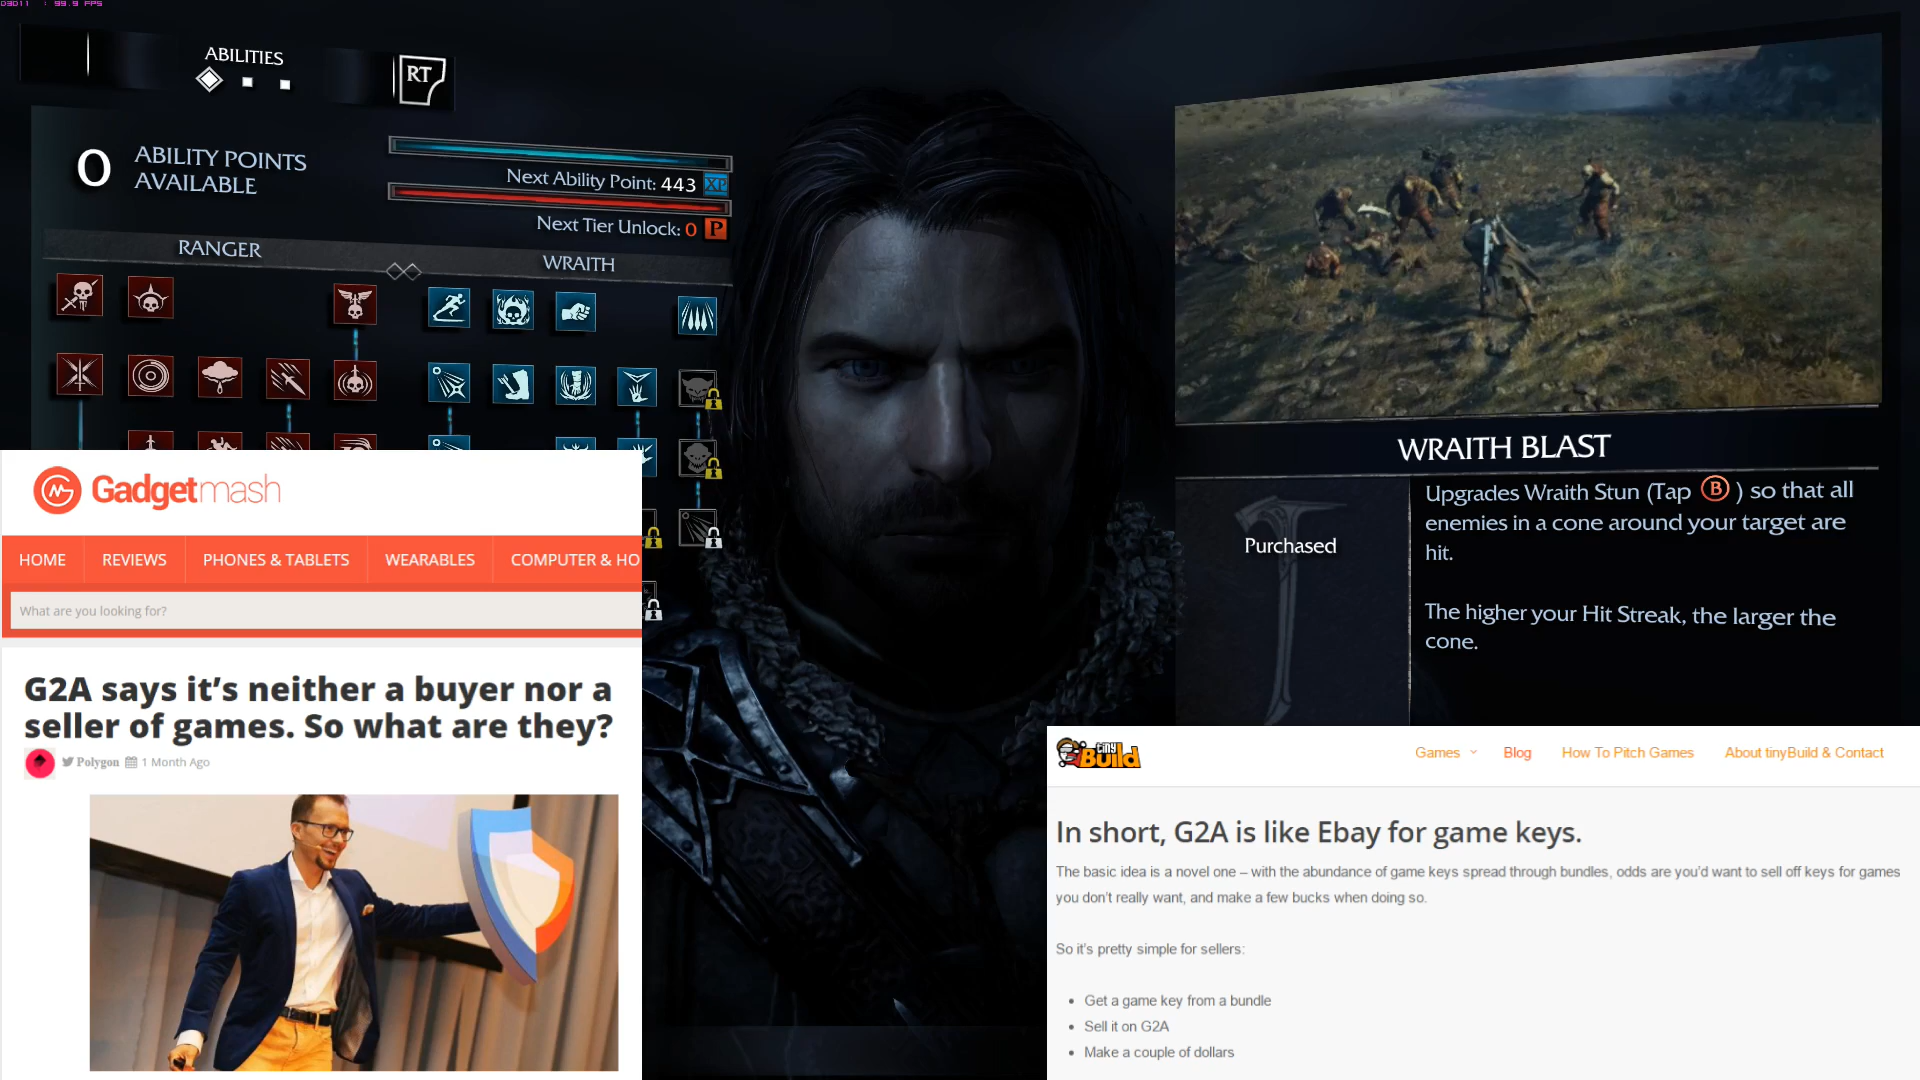 D3D11 : 99.9 FPS
ABILITIES
RT
0
ABILITY POINTS
AVAILABLE
Next Ability Point: 443 XP
Next Tier Unlock: 0 P
RANGER
WRAITH
WRAITH BLAST
Purchased
Upgrades Wraith Stun (Tap B ) so that all
enemies in a cone around your target are
hit.
The higher your Hit Streak, the larger the
cone.
Gadgetmash
HOME REVIEWS PHONES & TABLETS WEARABLES COMPUTER & HO
What are you looking for?
G2A says it’s neither a buyer nor a
seller of games. So what are they?
Polygon 1 Month Ago
tiny
Build
Games Blog How To Pitch Games About tinyBuild & Contact
In short, G2A is like Ebay for game keys.
The basic idea is a novel one – with the abundance of game keys spread through bundles, odds are you’d want to sell off keys for games
you don’t really want, and make a few bucks when doing so.
So it’s pretty simple for sellers:
• Get a game key from a bundle
• Sell it on G2A
• Make a couple of dollars